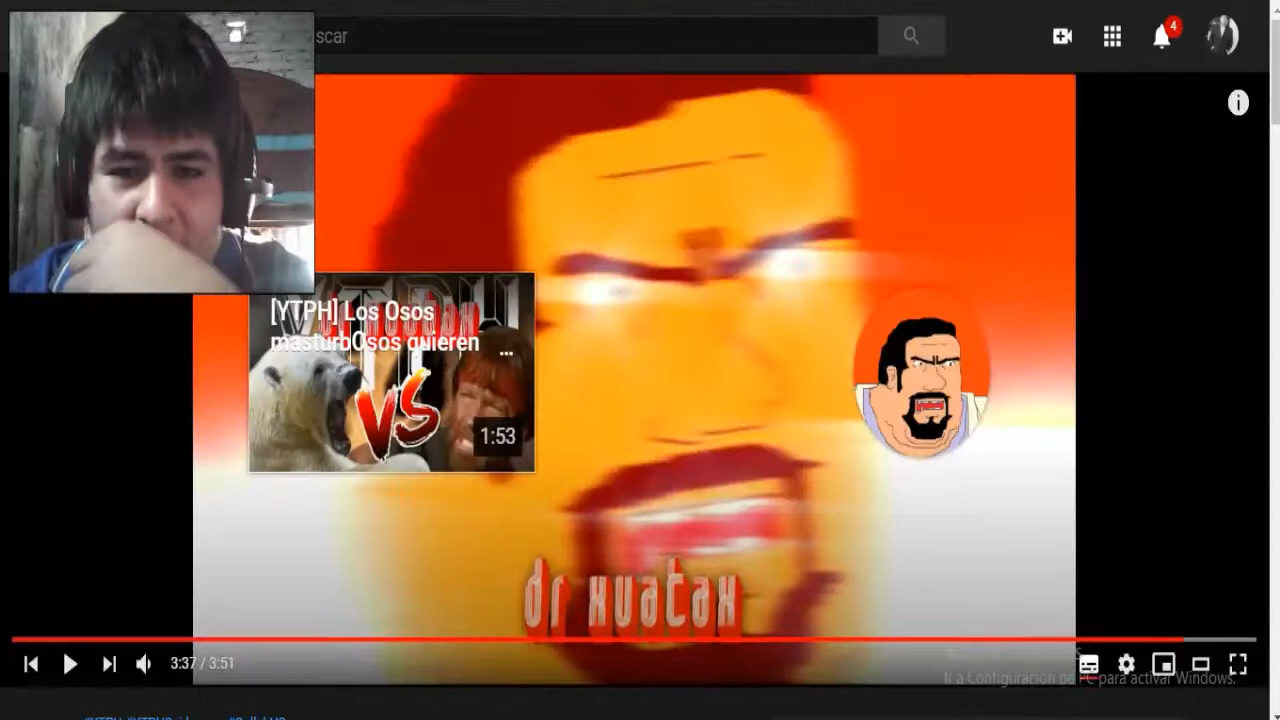 scar
4
[YTPH] Los Osos
masturbOsos quieren ...
VS
1:53
dr xuatax
3:37 / 3:51
Ir a Configuración de PC para activar Windows.